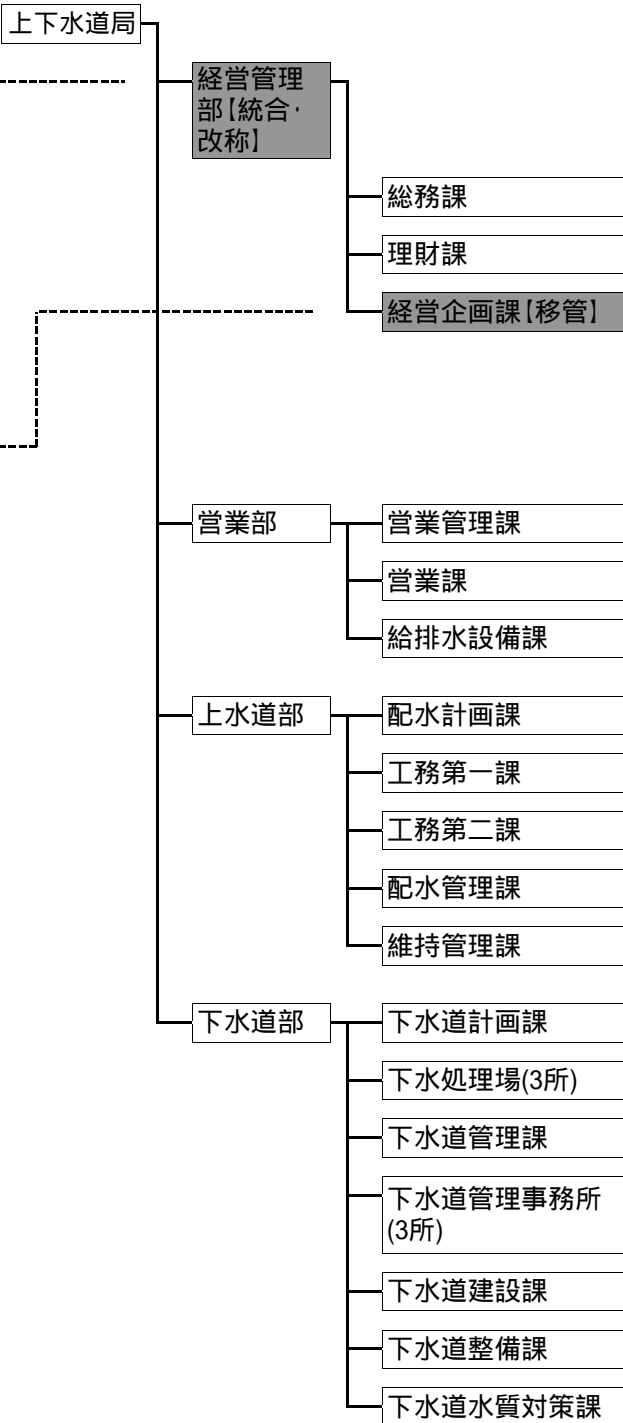 上下水道局
経営管理
部【統合・
改称】
総務課
理財課
経営企画課【移管】
営業部
営業管理課
営業課
給排水設備課
上水道部
配水計画課
工務第一課
工務第二課
配水管理課
維持管理課
下水道部
下水道計画課
下水処理場(3所)
下水道管理課
下水道管理事務所
(3所)
下水道建設課
下水道整備課
下水道水質対策課